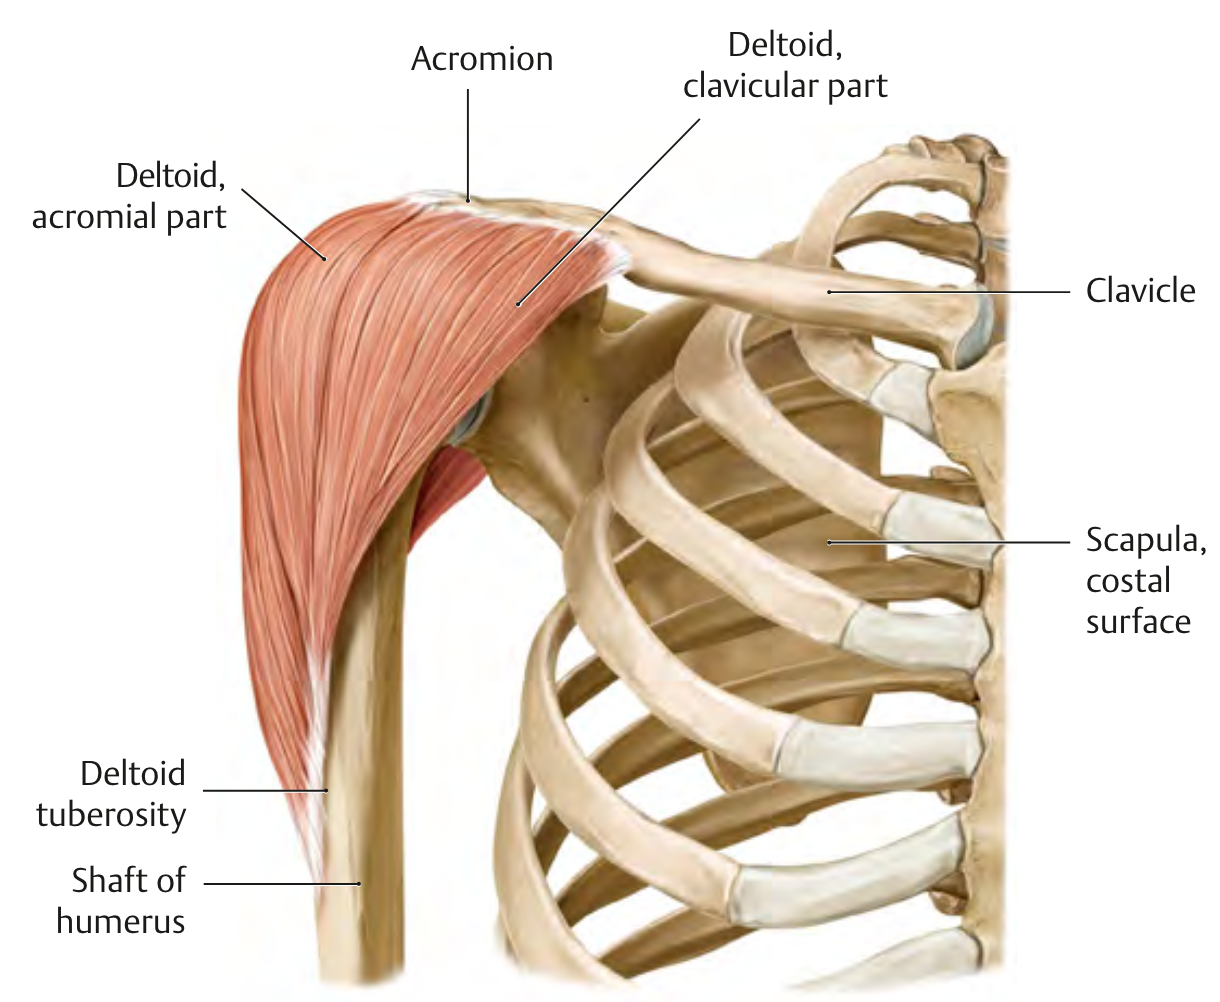 Acromion
Deltoid,
clavicular part
Deltoid,
acromial part
Clavicle
Scapula,
costal
surface
Deltoid
tuberosity
Shaft of
humerus